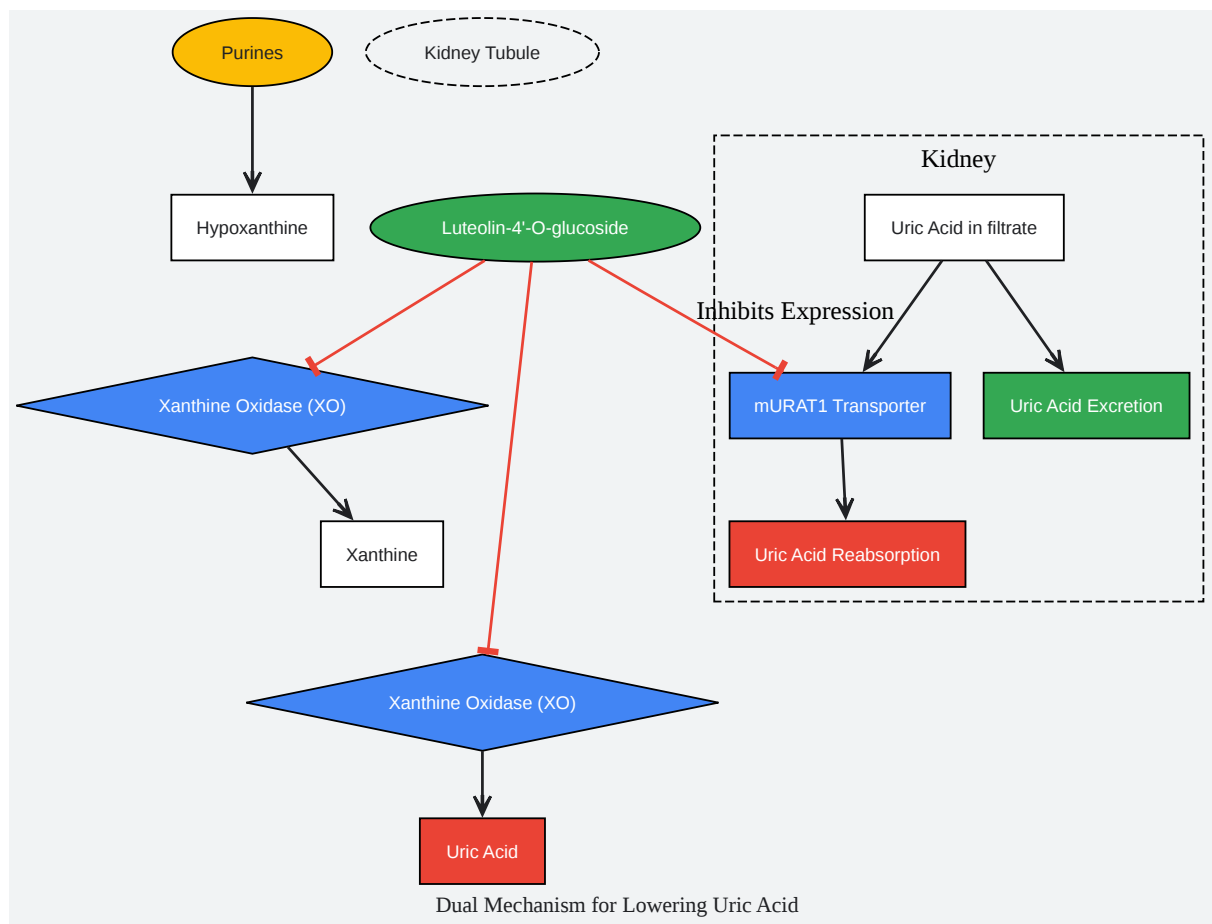 Purines
Kidney Tubule
Kidney
Hypoxanthine
Luteolin-4'-O-glucoside
Uric Acid in filtrate
Inhibits Expression
Xanthine Oxidase (XO)
mURAT1 Transporter
Uric Acid Excretion
Xanthine
Uric Acid Reabsorption
Xanthine Oxidase (XO)
Uric Acid
Dual Mechanism for Lowering Uric Acid